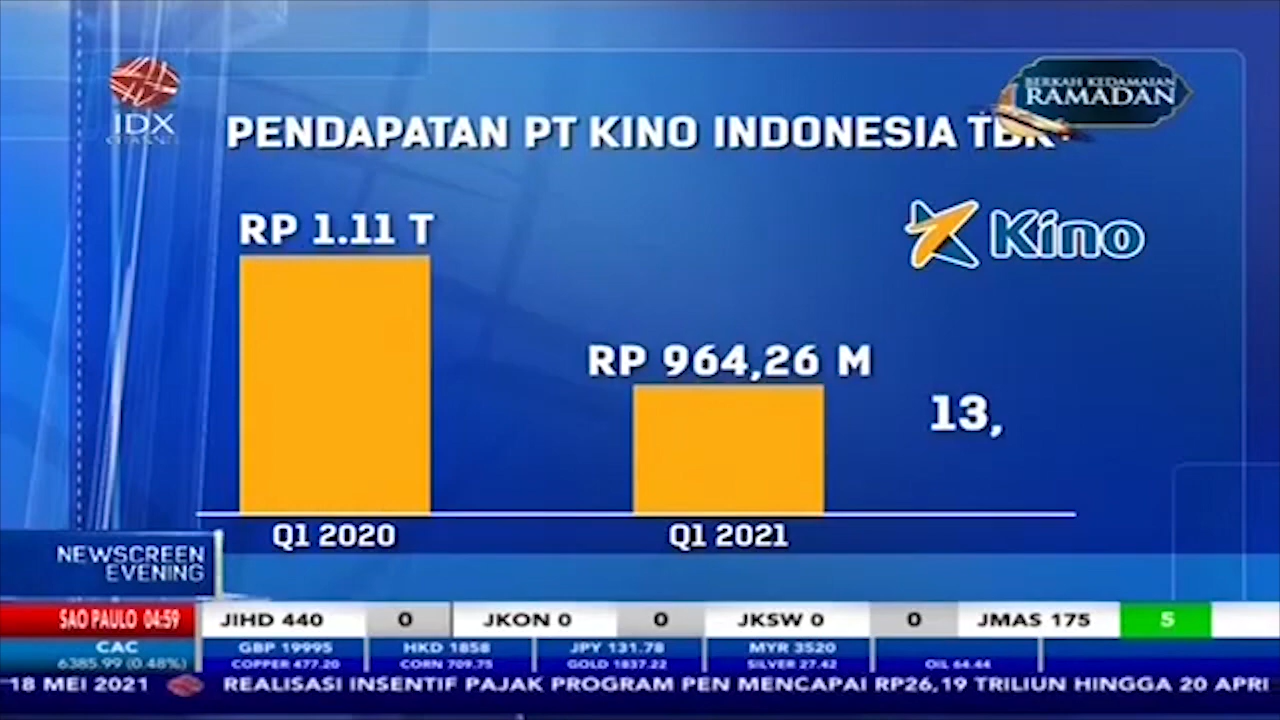 IDX
CHANNEL
BERKAH KEDAMAIAN
RAMADAN
PENDAPATAN PT KINO INDONESIA TBK
Kino
RP 1.11 T
RP 964,26 M
13,
Q1 2020
Q1 2021
NEWSCREEN
EVENING
SAO PAULO 04:59
JIHD 440 0 JKON 0 0 JKSW 0 0 JMAS 175 5
CAC GBP 19995 HKD 1858 JPY 131.78 MYR 3520
6385.99 (0.48%) COPPER 477.20 CORN 709.75 GOLD 1837.22 SILVER 27.42 OIL 64.44
18 MEI 2021 REALISASI INSENTIF PAJAK PROGRAM PEN MENCAPAI RP26,19 TRILIUN HINGGA 20 APRI